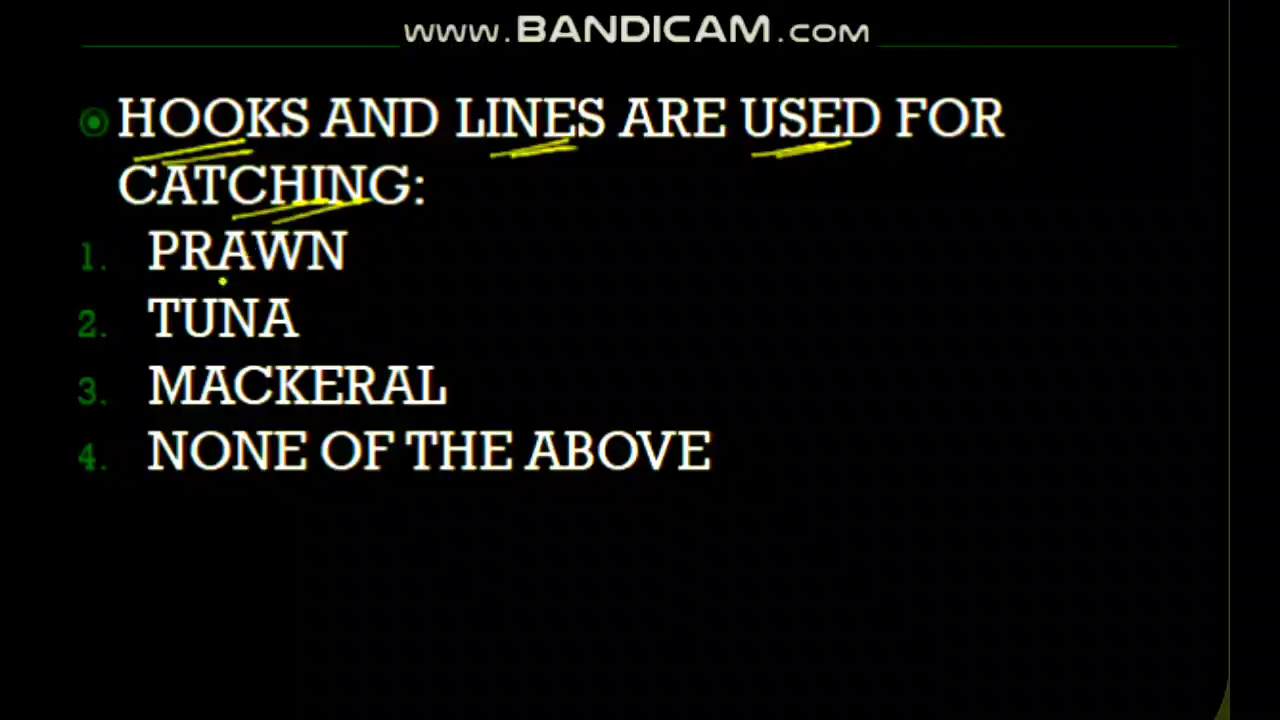 www.BANDICAM.com
HOOKS AND LINES ARE USED FOR
CATCHING:
1. PRAWN
2. TUNA
3. MACKERAL
4. NONE OF THE ABOVE